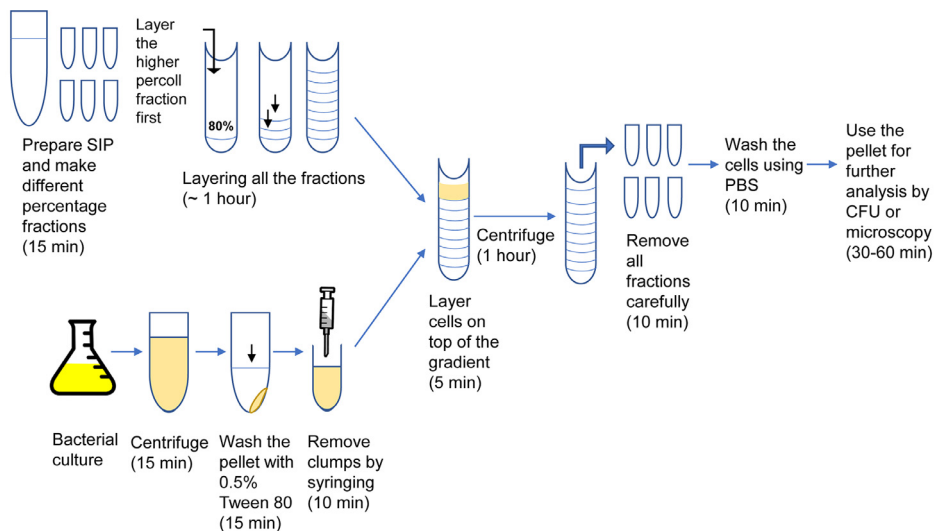 Layer
the
higher
percoll
fraction
first
80%
Prepare SIP
and make
different
percentage
fractions
(15 min)
Layering all the fractions
(~ 1 hour)
Bacterial
culture
Centrifuge
(15 min)
Wash the
pellet with
0.5%
Tween 80
(15 min)
Remove
clumps by
syringing
(10 min)
Layer
cells on
top of the
gradient
(5 min)
Centrifuge
(1 hour)
Remove
all
fractions
carefully
(10 min)
Wash the
cells using
PBS
(10 min)
Use the
pellet for
further
analysis by
CFU or
microscopy
(30-60 min)